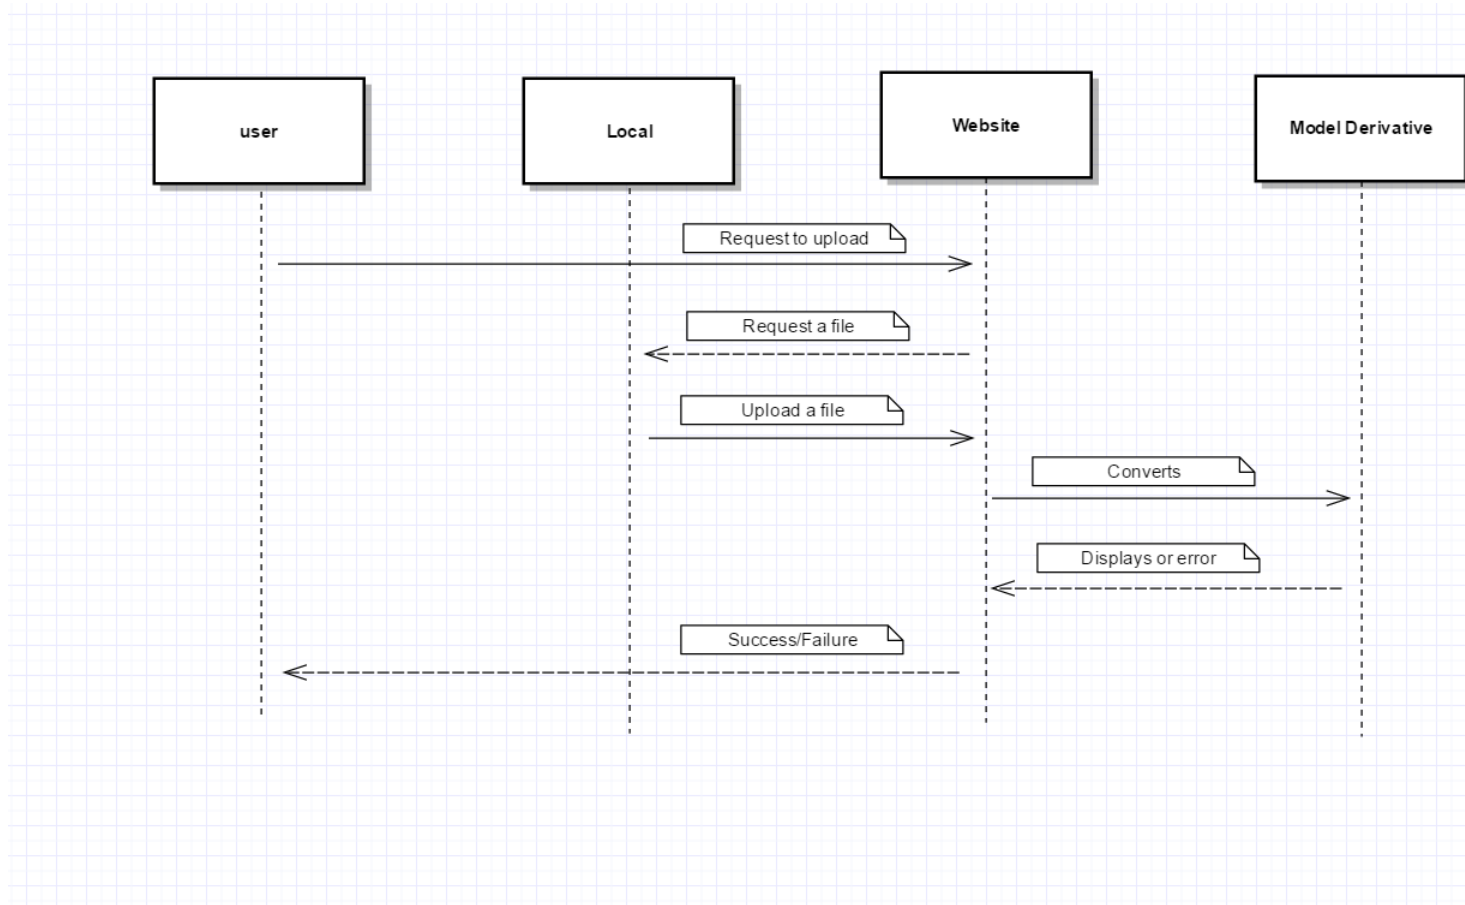 user
Local
Website
Model Derivative
Request to upload
Request a file
Upload a file
Converts
Displays or error
Success/Failure